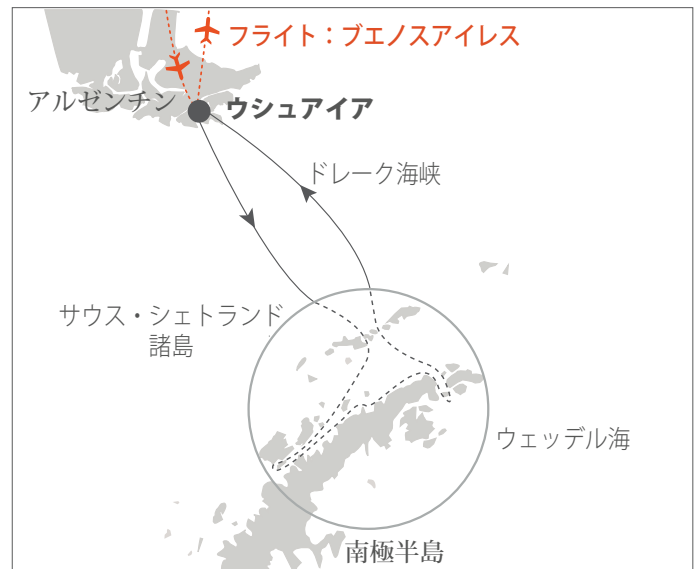 フライト：ブエノスアイレス
アルゼンチン
ウシュアイア
ドレーク海峡
サウス・シェトランド
諸島
ウェッデル海
南極半島